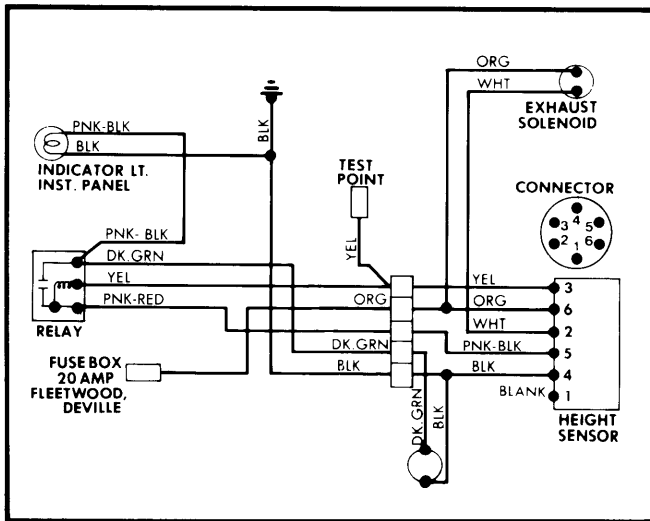 ORG
WHT
EXHAUST
SOLENOID
PNK-BLK
BLK
INDICATOR LT.
INST. PANEL
BLK
TEST
POINT
YEL
CONNECTOR
3 4 5
2 1 6
PNK- BLK
DK.GRN
YEL
PNK-RED
RELAY
YEL 3
ORG
ORG 6
WHT 2
PNK-BLK 5
DK.GRN
BLK
BLK 4
BLANK 1
FUSE BOX
20 AMP
FLEETWOOD,
DEVILLE
DK.GRN
BLK
HEIGHT
SENSOR